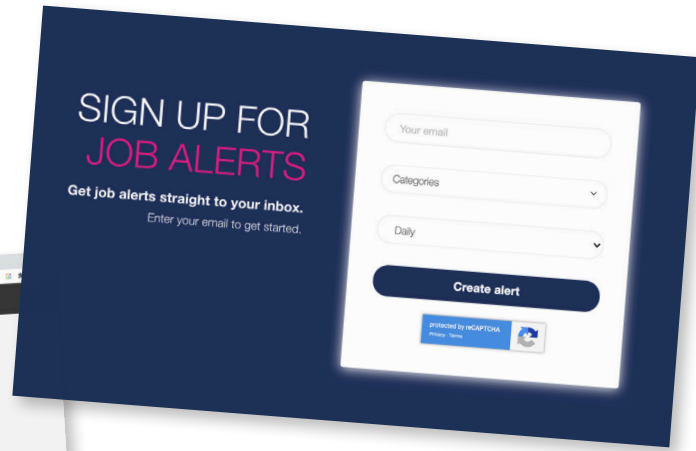 SIGN UP FOR
JOB ALERTS
Get job alerts straight to your inbox.
Enter your email to get started.
Your email
Categories
Daily
Create alert
protected by reCAPTCHA
Privacy - Terms